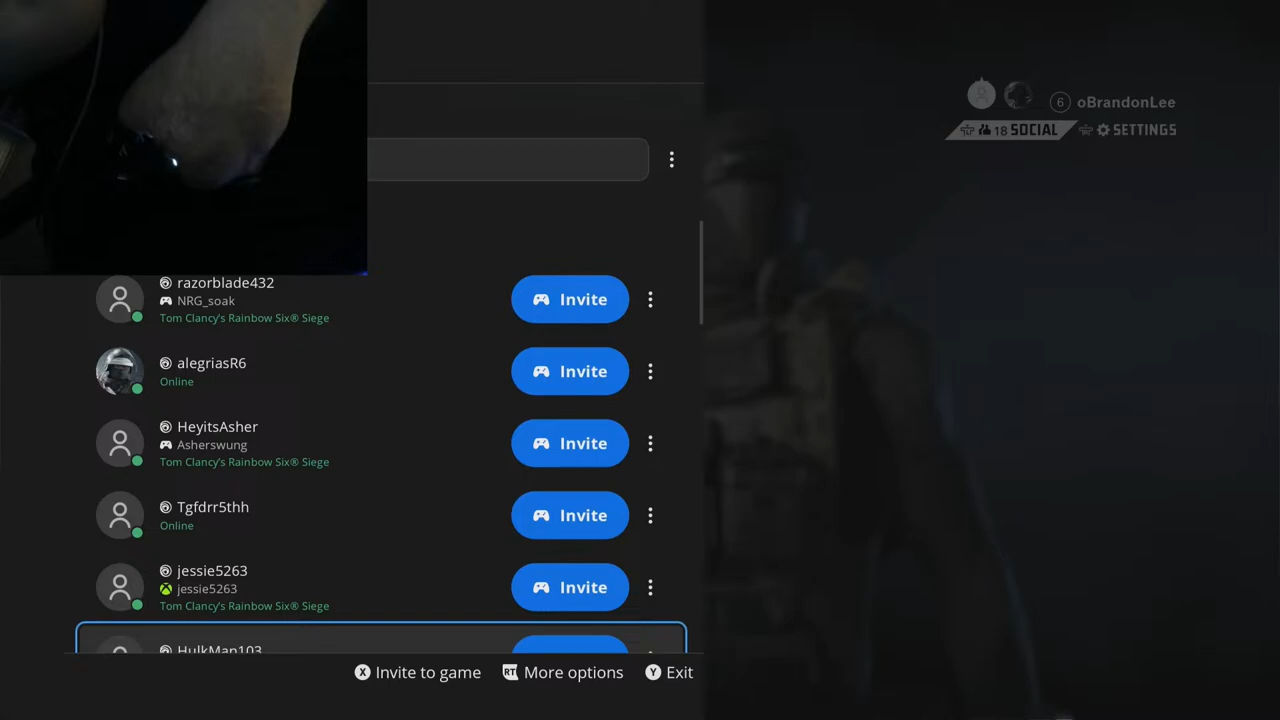 6 oBrandonLee
18 SOCIAL SETTINGS
razorblade432
NRG_soak
Tom Clancy's Rainbow Six® Siege
Invite
alegriasR6
Online
Invite
HeyitsAsher
Asherswung
Tom Clancy's Rainbow Six® Siege
Invite
Tgfdrr5thh
Online
Invite
jessie5263
jessie5263
Tom Clancy's Rainbow Six® Siege
Invite
HulkMan103
X Invite to game RT More options Y Exit